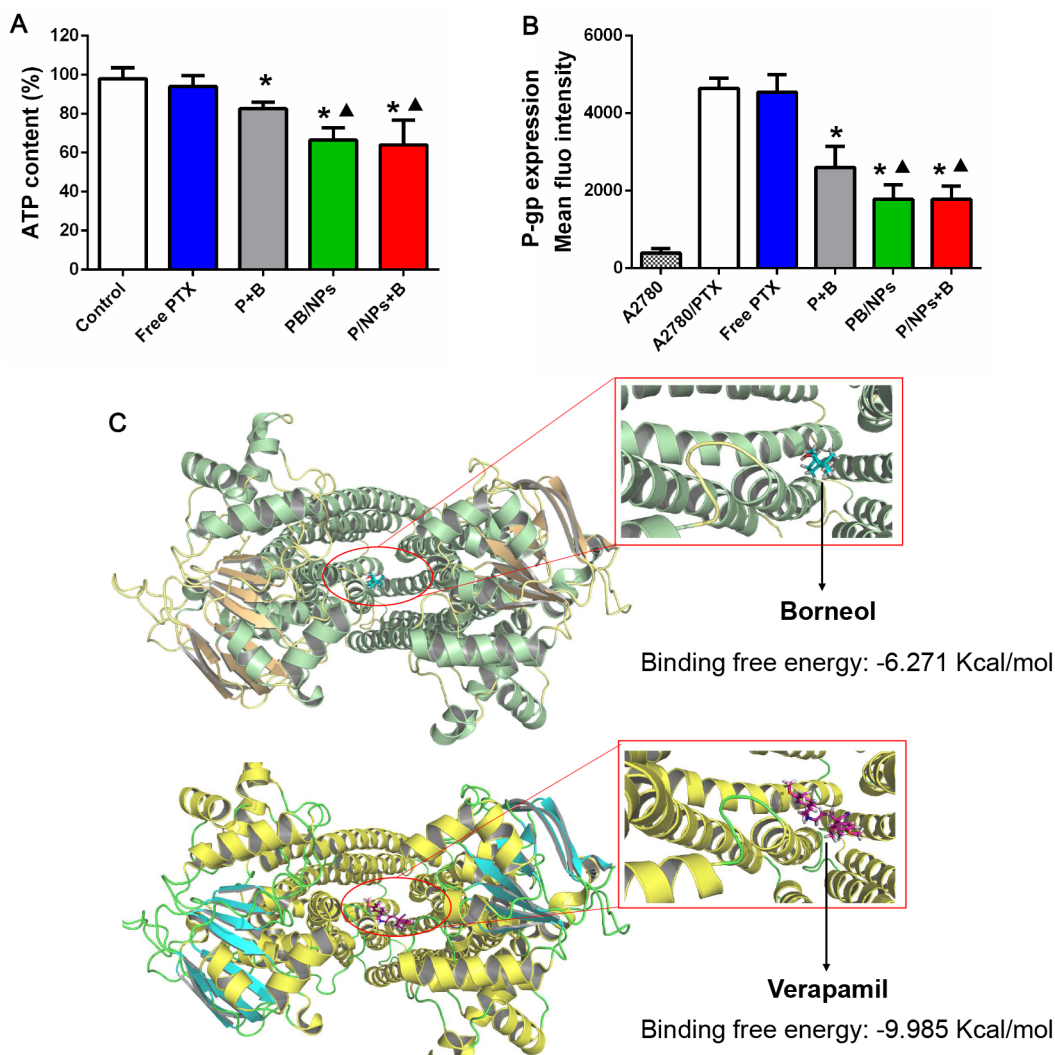 A
ATP content (%)
120
100
80
60
40
20
0
*
* ▲
* ▲
Control
Free PTX
P+B
PB/NPs
P/NPs+B
B
P-gp expression
Mean fluo intensity
6000
4000
2000
0
*
* ▲
* ▲
A2780
A2780/PTX
Free PTX
P+B
PB/NPs
P/NPs+B
C
Borneol
Binding free energy: -6.271 Kcal/mol
Verapamil
Binding free energy: -9.985 Kcal/mol